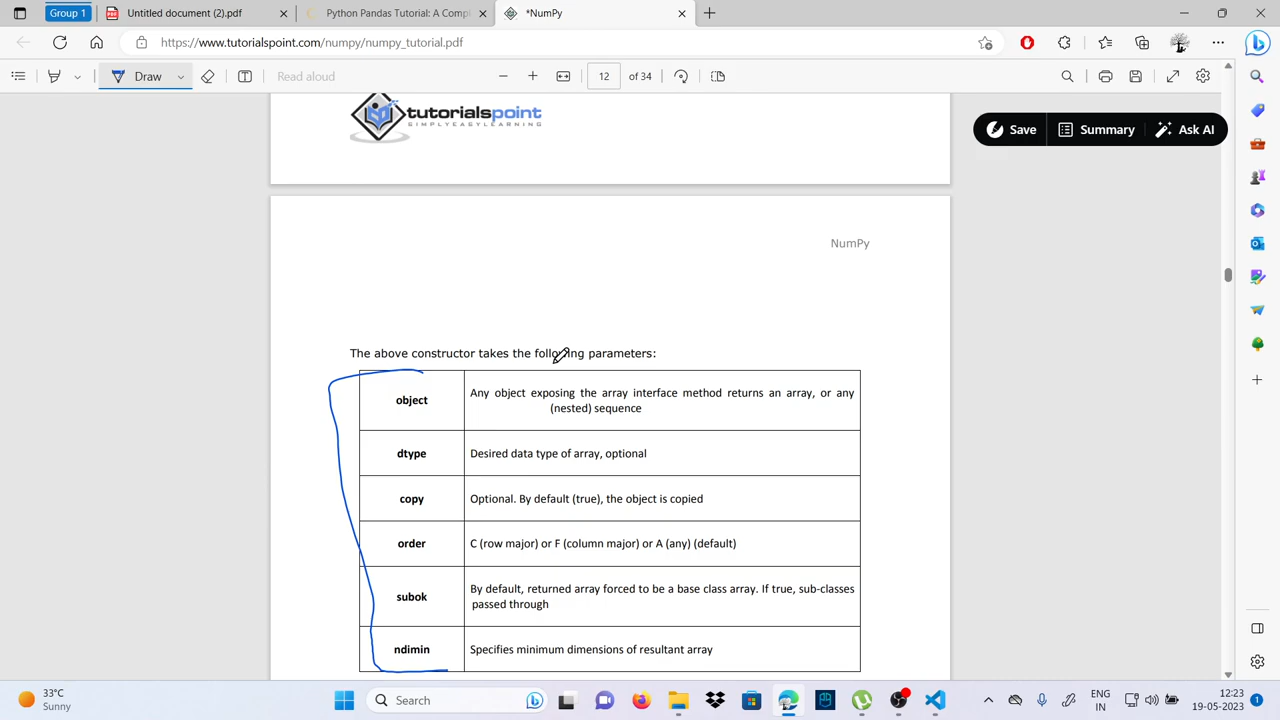 Group 1
Untitled document (2).pdf
Python Pandas Tutorial: A Compl
*NumPy
https://www.tutorialspoint.com/numpy/numpy_tutorial.pdf
Draw
Read aloud
12 of 34
tutorialspoint
SIMPLYEASYLEARNING
Save
Summary
Ask AI
NumPy
The above constructor takes the following parameters:
object
Any object exposing the array interface method returns an array, or any
(nested) sequence
dtype
Desired data type of array, optional
copy
Optional. By default (true), the object is copied
order
C (row major) or F (column major) or A (any) (default)
subok
By default, returned array forced to be a base class array. If true, sub-classes
passed through
ndimin
Specifies minimum dimensions of resultant array
33°C
Sunny
Search
ENG
IN
12:23
19-05-2023
1